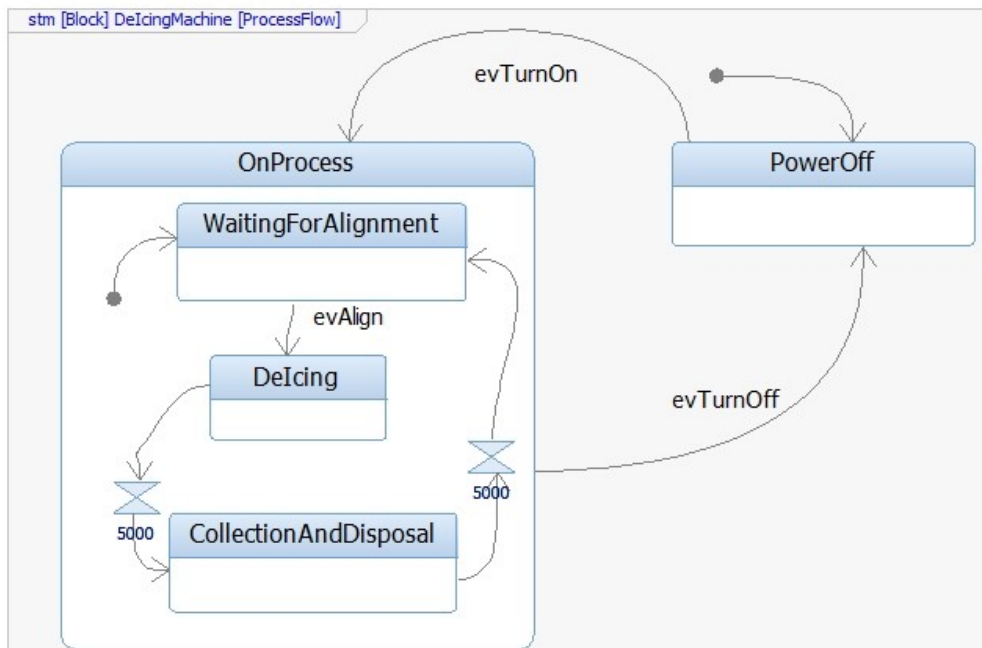 stm [Block] DeIcingMachine [ProcessFlow]
evTurnOn
OnProcess
PowerOff
WaitingForAlignment
evAlign
DeIcing
evTurnOff
5000
5000
CollectionAndDisposal